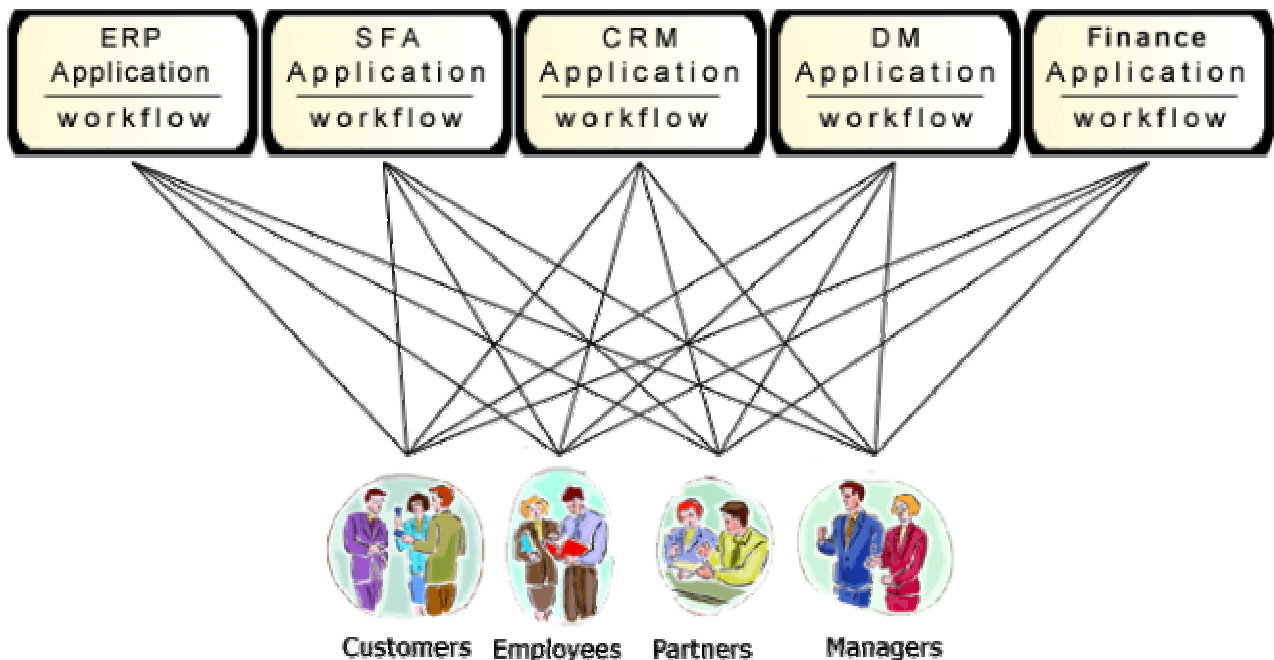 ERP
Application
workflow
SFA
Application
workflow
CRM
Application
workflow
DM
Application
workflow
Finance
Application
workflow
Customers
Employees
Partners
Managers